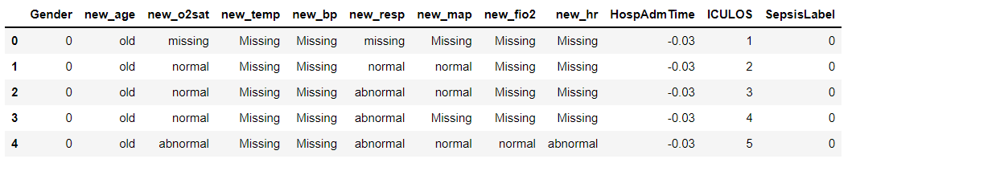 Gender new_age new_o2sat new_temp new_bp new_resp new_map new_fio2 new_hr HospAdmTime ICULOS SepsisLabel
0 0 old missing Missing Missing missing Missing Missing Missing -0.03 1 0
1 0 old normal Missing Missing normal normal Missing Missing -0.03 2 0
2 0 old normal Missing Missing abnormal normal Missing Missing -0.03 3 0
3 0 old normal Missing Missing abnormal Missing Missing Missing -0.03 4 0
4 0 old abnormal Missing Missing abnormal normal normal abnormal -0.03 5 0